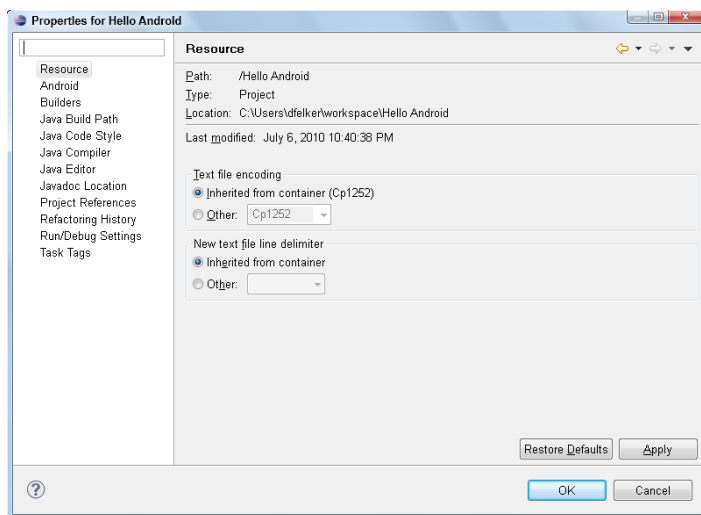 Properties for Hello Android
Resource
Android
Builders
Java Build Path
Java Code Style
Java Compiler
Java Editor
Javadoc Location
Project References
Refactoring History
Run/Debug Settings
Task Tags
Resource
Path: /Hello Android
Type: Project
Location: C:\Users\dfelker\workspace\Hello Android
Last modified: July 6, 2010 10:40:38 PM
Text file encoding
Inherited from container (Cp1252)
Other: Cp1252
New text file line delimiter
Inherited from container
Other:
Restore Defaults Apply
? OK Cancel